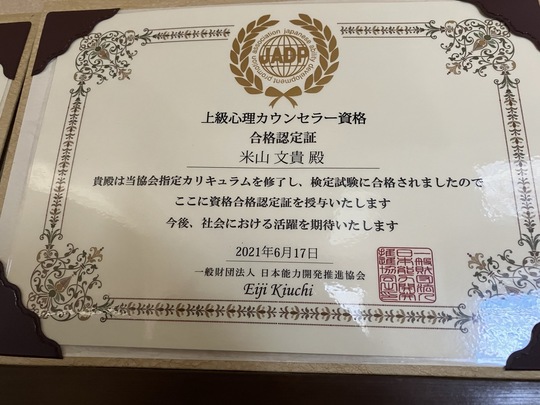 association japanese ability development promotion
JADP
上級心理カウンセラー資格
合格認定証
米山 文貴 殿
貴殿は当協会指定カリキュラムを修了し、検定試験に合格されましたので
ここに資格合格認定証を授与いたします
今後、社会における活躍を期待いたします
2021年6月17日
一般財団法人 日本能力開発推進協会
Eiji Kiuchi